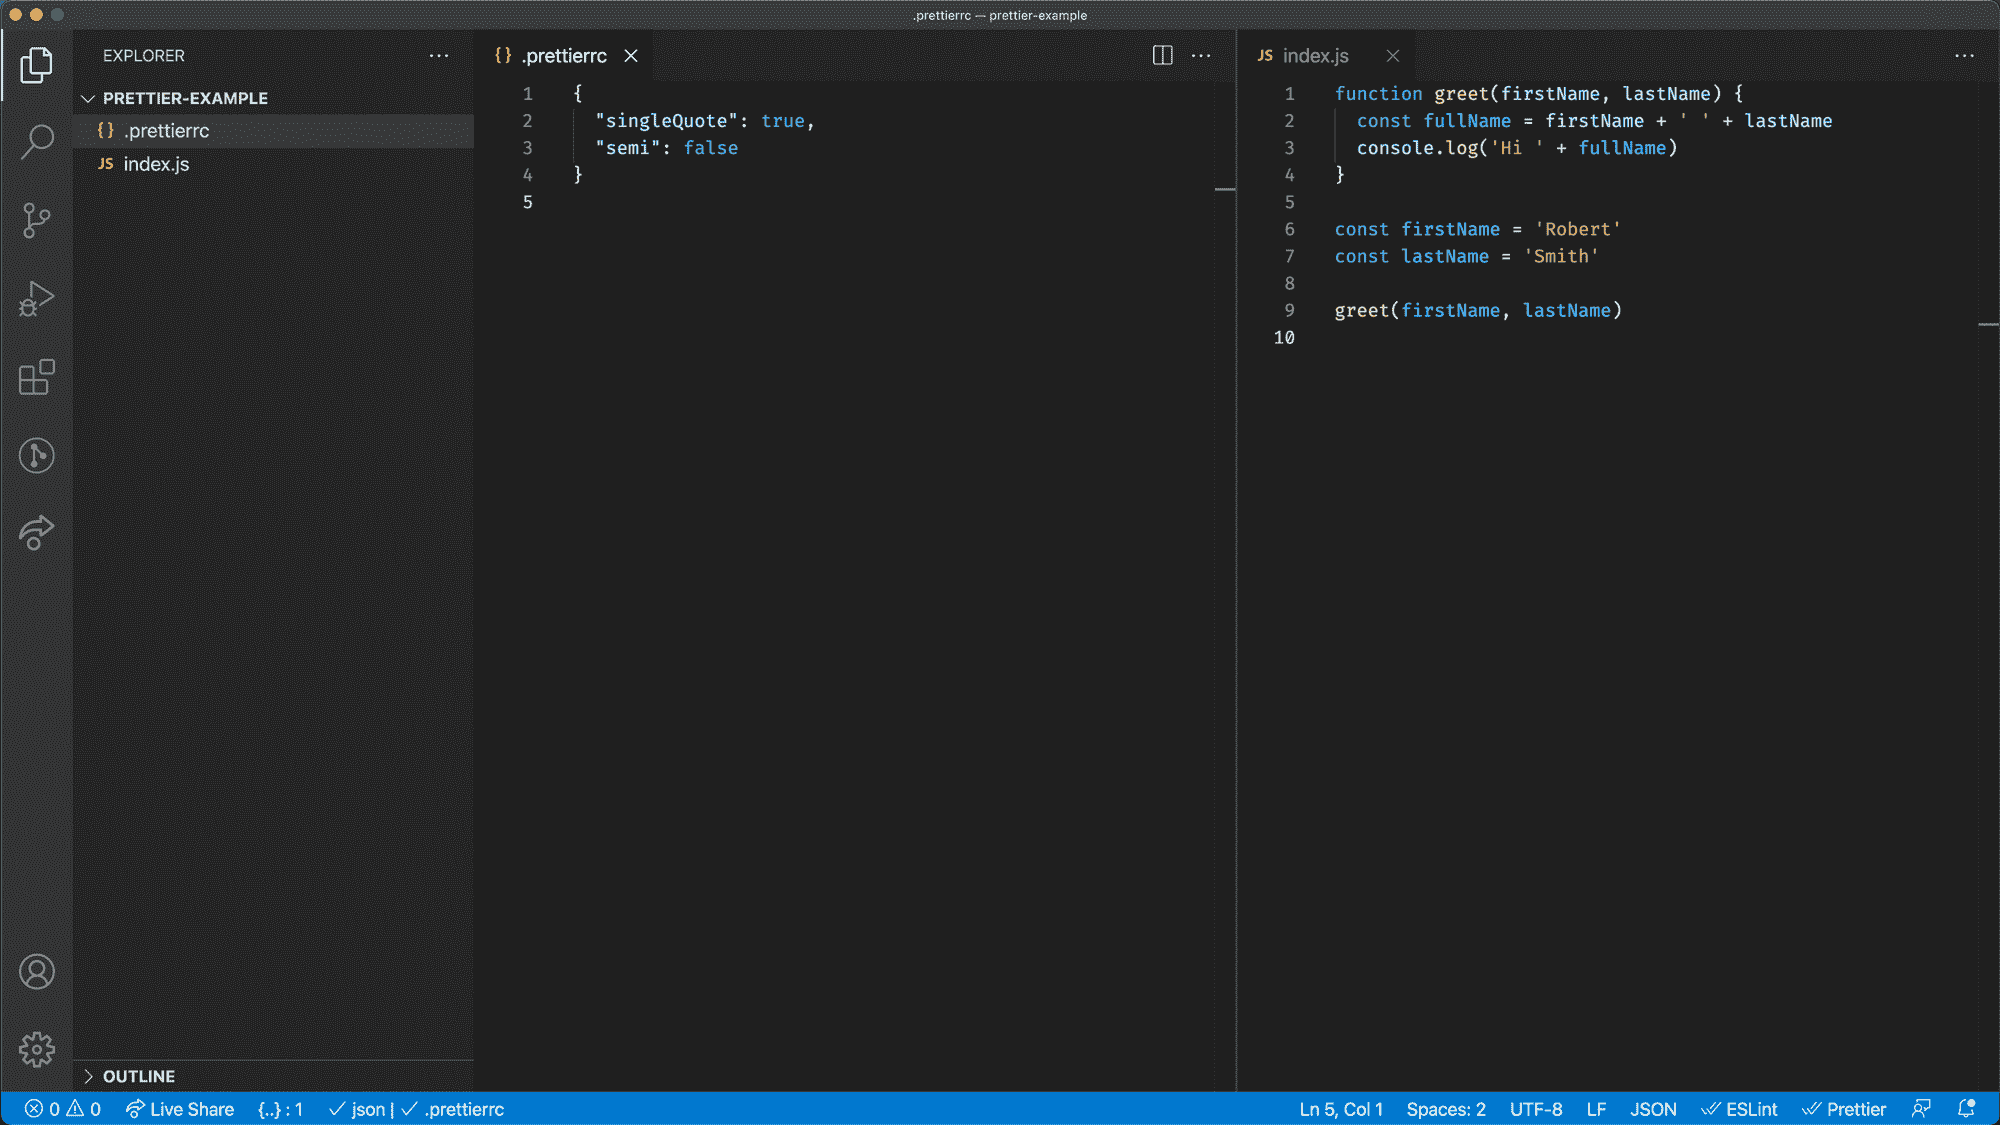 .prettierrc — prettier-example
EXPLORER
PRETTIER-EXAMPLE
{} .prettierrc
JS index.js
OUTLINE
{} .prettierrc
1 {
2   "singleQuote": true,
3   "semi": false
4 }
5
JS index.js
1 function greet(firstName, lastName) {
2   const fullName = firstName + ' ' + lastName
3   console.log('Hi ' + fullName)
4 }
5
6 const firstName = 'Robert'
7 const lastName = 'Smith'
8
9 greet(firstName, lastName)
10
0 0 Live Share {..} : 1 json | .prettierrc Ln 5, Col 1 Spaces: 2 UTF-8 LF JSON ESLint Prettier